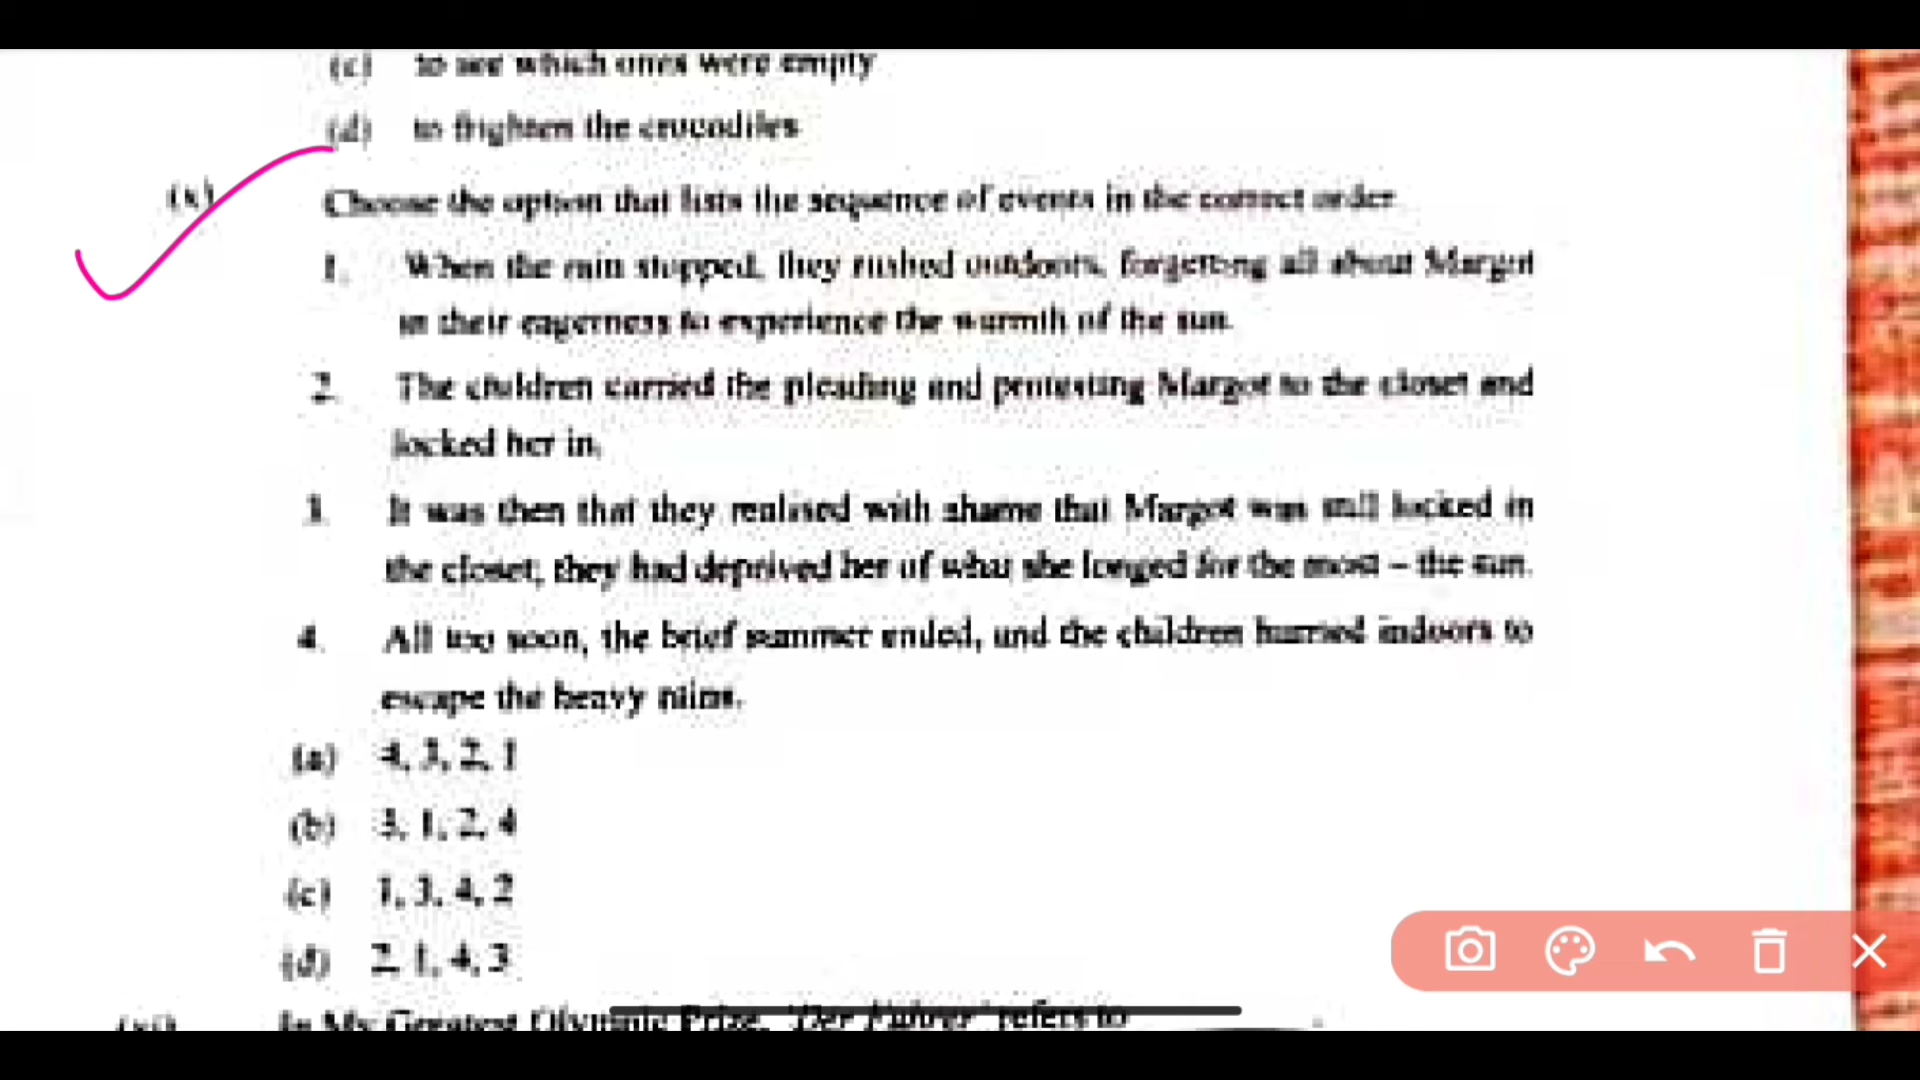 (c) to see which ones were empty
(d) to frighten the crocodiles
(x) Choose the option that lists the sequence of events in the correct order
1. When the rain stopped, they rushed outdoors, forgetting all about Margot
in their eagerness to experience the warmth of the sun.
2. The children carried the pleading and protesting Margot to the closet and
locked her in.
3. It was then that they realised with shame that Margot was still locked in
the closet; they had deprived her of what she longed for the most – the sun.
4. All too soon, the brief summer ended, and the children hurried indoors to
escape the heavy rains.
(a) 4, 3, 2, 1
(b) 3, 1, 2, 4
(c) 1, 3, 4, 2
(d) 2, 1, 4, 3
(xi) In My Greatest Olympic Prize, 'Der Fuhrer' refers to